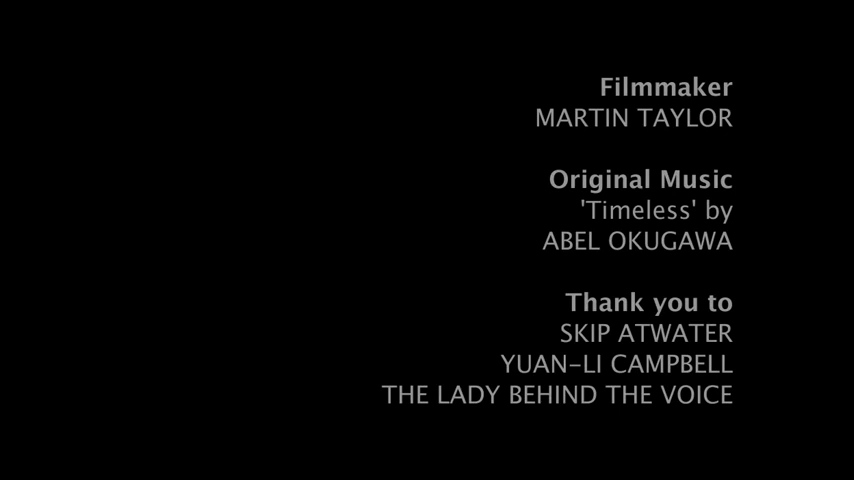 Filmmaker
MARTIN TAYLOR
Original Music
'Timeless' by
ABEL OKUGAWA
Thank you to
SKIP ATWATER
YUAN-LI CAMPBELL
THE LADY BEHIND THE VOICE